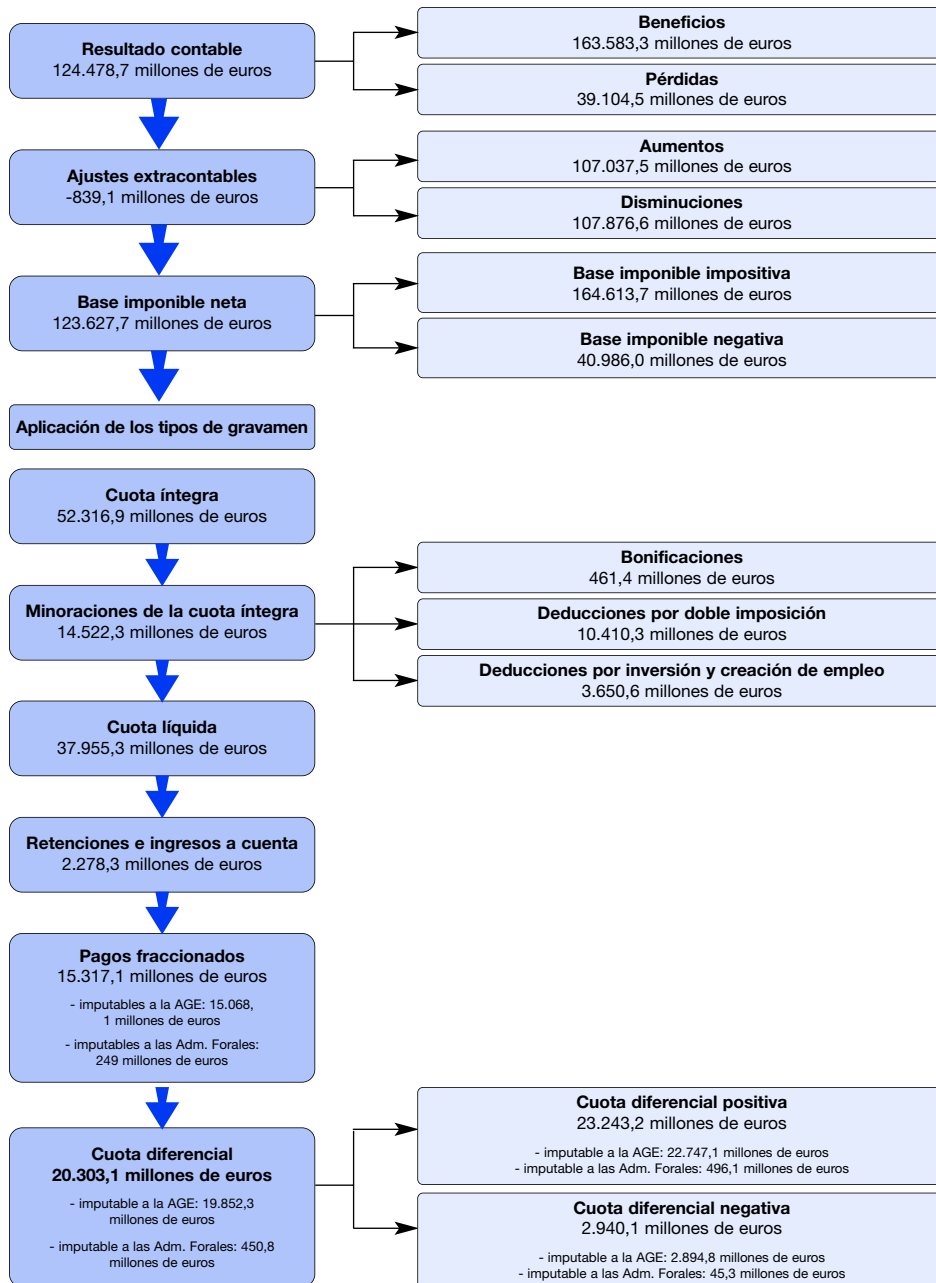 Resultado contable
124.478,7 millones de euros
Beneficios
163.583,3 millones de euros
Pérdidas
39.104,5 millones de euros
Ajustes extracontables
-839,1 millones de euros
Aumentos
107.037,5 millones de euros
Disminuciones
107.876,6 millones de euros
Base imponible neta
123.627,7 millones de euros
Base imponible impositiva
164.613,7 millones de euros
Base imponible negativa
40.986,0 millones de euros
Aplicación de los tipos de gravamen
Cuota íntegra
52.316,9 millones de euros
Minoraciones de la cuota íntegra
14.522,3 millones de euros
Bonificaciones
461,4 millones de euros
Deducciones por doble imposición
10.410,3 millones de euros
Deducciones por inversión y creación de empleo
3.650,6 millones de euros
Cuota líquida
37.955,3 millones de euros
Retenciones e ingresos a cuenta
2.278,3 millones de euros
Pagos fraccionados
15.317,1 millones de euros
- imputables a la AGE: 15.068,
1 millones de euros
- imputables a las Adm. Forales:
249 millones de euros
Cuota diferencial
20.303,1 millones de euros
- imputable a la AGE: 19.852,3
millones de euros
- imputable a las Adm. Forales: 450,8
millones de euros
Cuota diferencial positiva
23.243,2 millones de euros
- imputable a la AGE: 22.747,1 millones de euros
- imputable a las Adm. Forales: 496,1 millones de euros
Cuota diferencial negativa
2.940,1 millones de euros
- imputable a la AGE: 2.894,8 millones de euros
- imputable a las Adm. Forales: 45,3 millones de euros